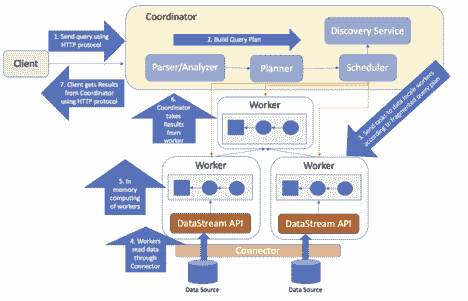 Coordinator
1. Send query using
HTTP protocol
2. Build Query Plan
Discovery Service
Client
Parser/Analyzer
Planner
Scheduler
7. Client gets Results
from Coordinator
using HTTP protocol
6.
Coordinator
takes
Results
from
worker
Worker
3. Send tasks to data locale workers
according to fragmented query plan
Worker
Worker
5. In
memory
computing
of workers
DataStream API
DataStream API
4. Workers
read data
through
Connector
Connector
Data Source
Data Source